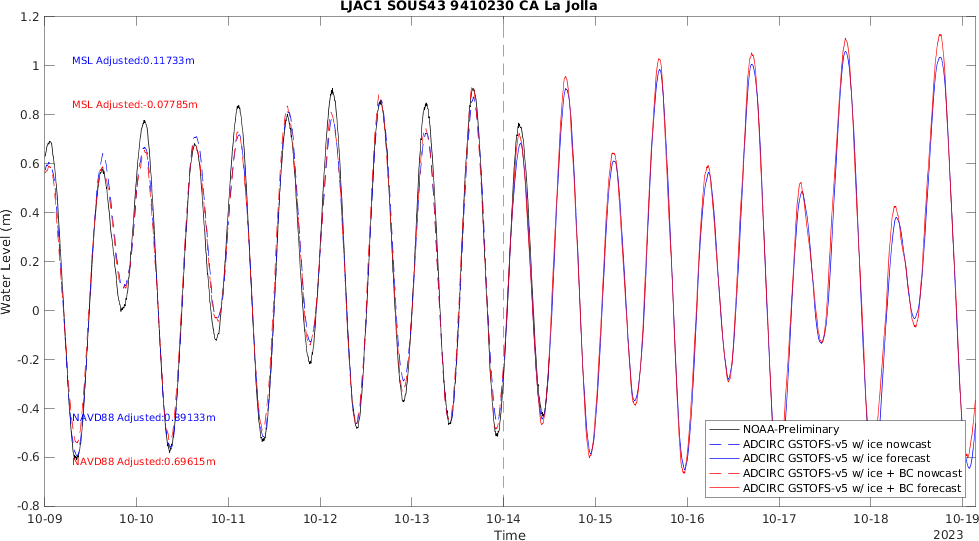 LJAC1 SOUS43 9410230 CA La Jolla
1.2
1
0.8
0.6
0.4
0.2
0
-0.2
-0.4
-0.6
-0.8
Water Level (m)
MSL Adjusted:0.11733m
MSL Adjusted:-0.07785m
NAVD88 Adjusted:0.89133m
NAVD88 Adjusted:0.69615m
NOAA-Preliminary
ADCIRC GSTOFS-v5 w/ ice nowcast
ADCIRC GSTOFS-v5 w/ ice forecast
ADCIRC GSTOFS-v5 w/ ice + BC nowcast
ADCIRC GSTOFS-v5 w/ ice + BC forecast
10-09 10-10 10-11 10-12 10-13 10-14 10-15 10-16 10-17 10-18 10-19
Time 2023